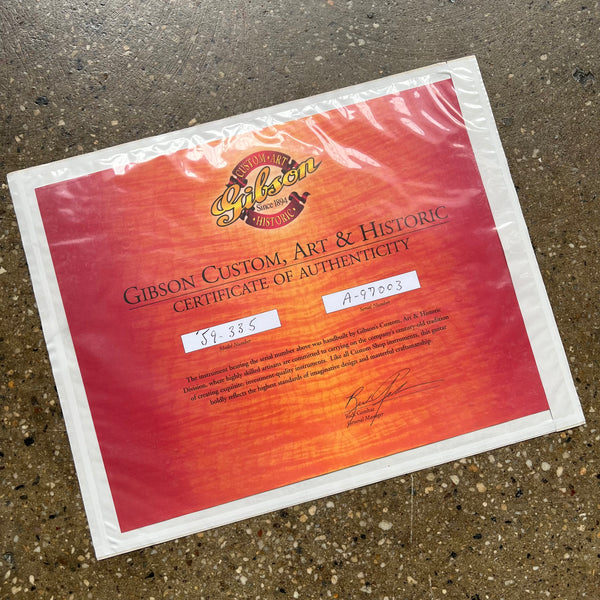 CUSTOM • ART
Gibson
Since 1894
• HISTORIC •
GIBSON CUSTOM, ART & HISTORIC
CERTIFICATE OF AUTHENTICITY
'59-335
A-97003
Model Number
Serial Number
The instrument bearing the serial number above was handbuilt by Gibson's Custom, Art & Historic
Division, where highly skilled artisans are committed to carrying on the company's century-old tradition
of creating exquisite, investment-quality instruments. Like all Custom Shop instruments, this guitar
boldly reflects the highest standards of imaginative design and masterful craftsmanship.
Rick Gembar
General Manager